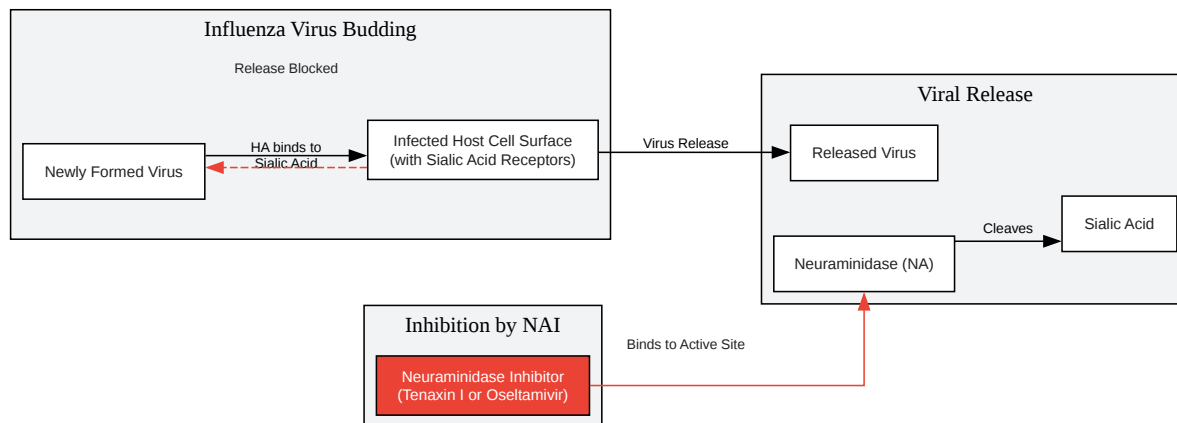 Influenza Virus Budding
Release Blocked
Newly Formed Virus
HA binds to
Sialic Acid
Infected Host Cell Surface
(with Sialic Acid Receptors)
Virus Release
Viral Release
Released Virus
Neuraminidase (NA)
Cleaves
Sialic Acid
Inhibition by NAI
Neuraminidase Inhibitor
(Tenaxin I or Oseltamivir)
Binds to Active Site